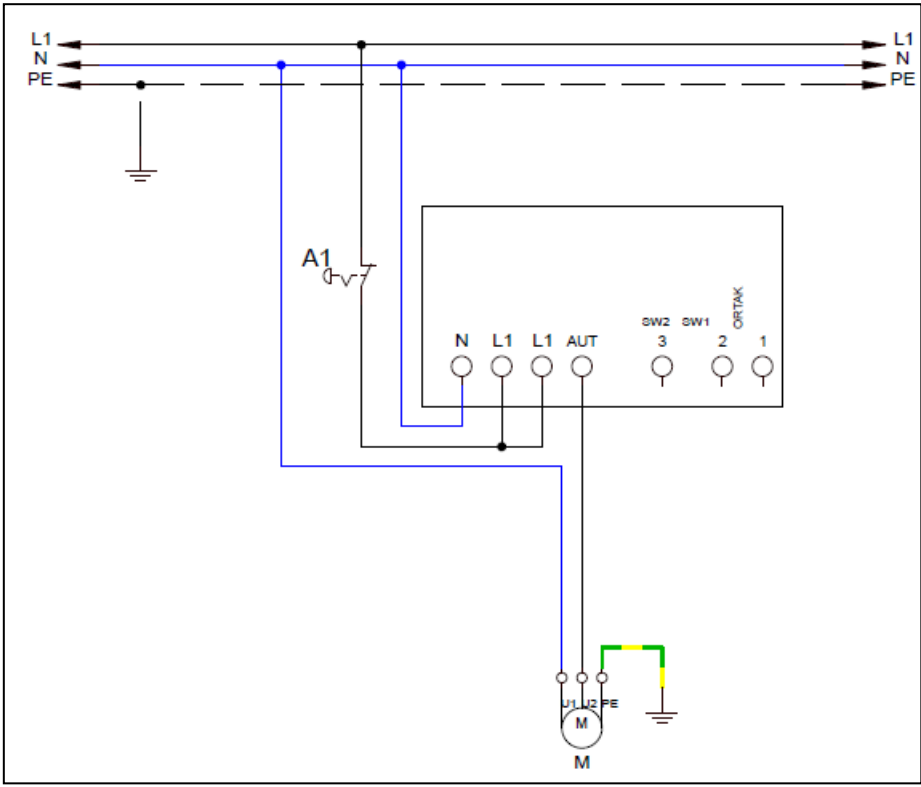 L1 L1
N N
PE PE
A1
ORTAK
SW2 SW1
N L1 L1 AUT 3 2 1
U1 U2 PE
M
M